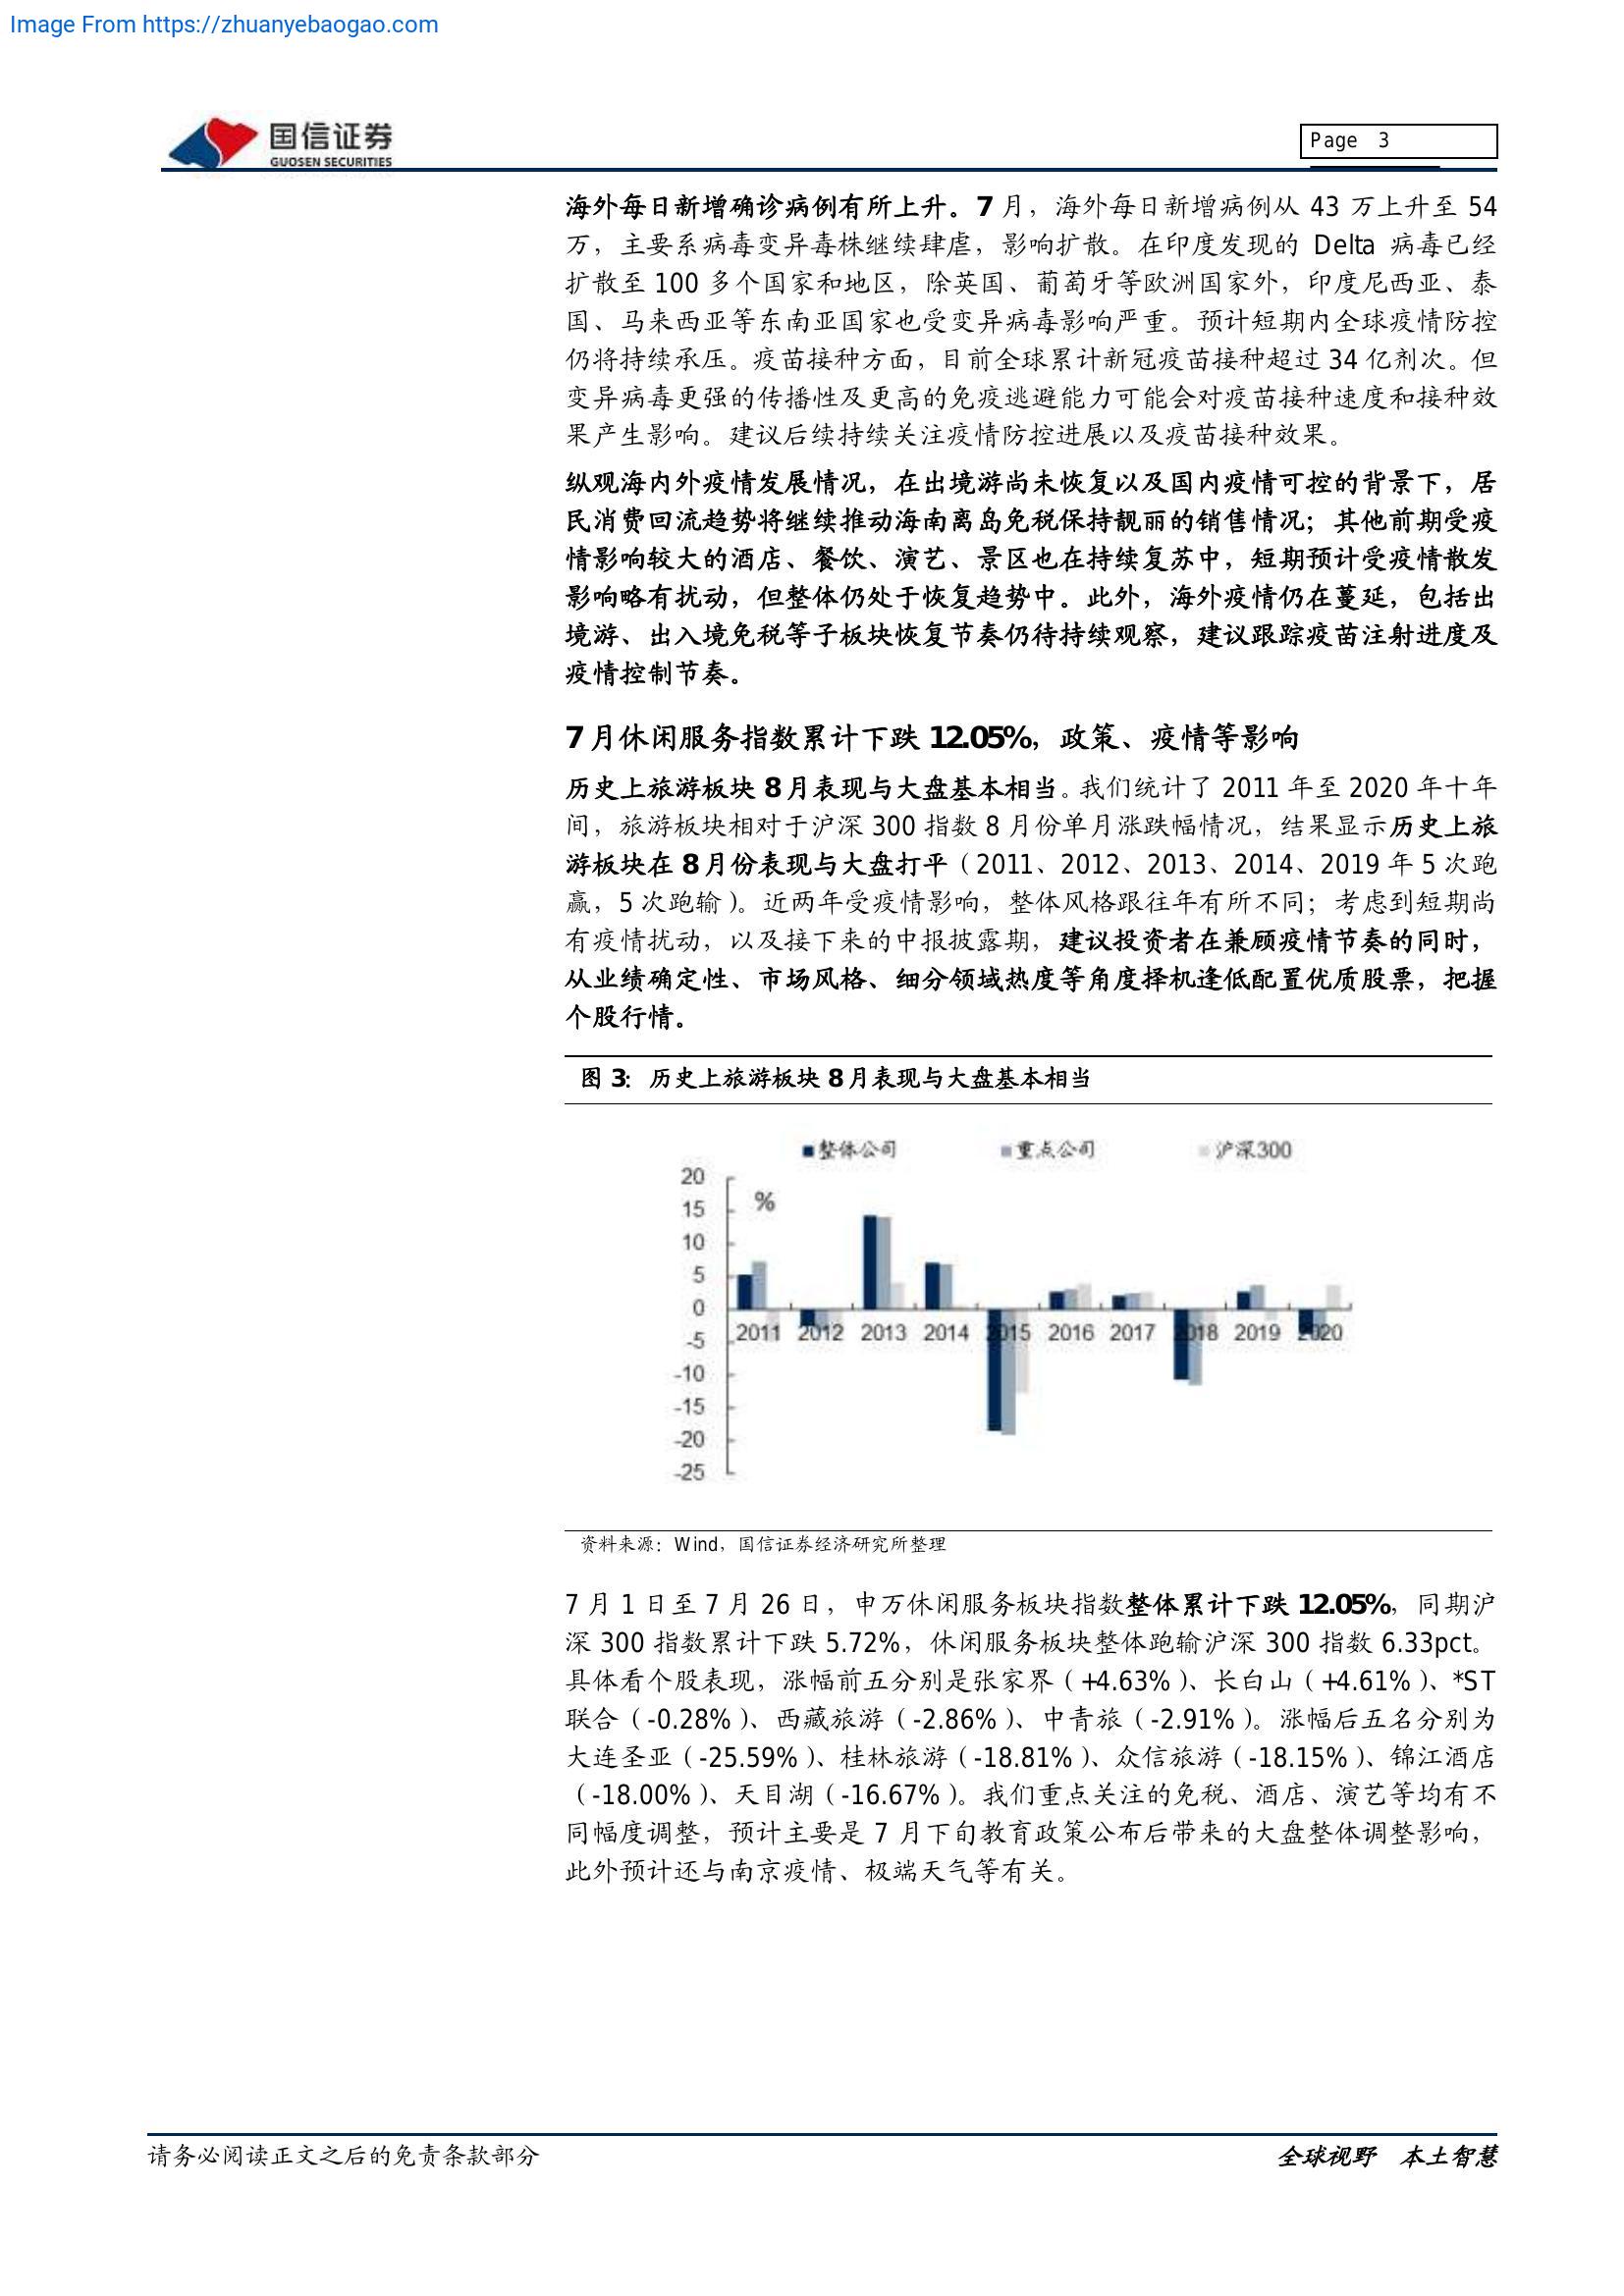 Image From https://zhuanyebaogao.com
国信证券
GUOSEN SECURITIES
Page 3
海外每日新增确诊病例有所上升。7 月，海外每日新增病例从 43 万上升至 54
万，主要系病毒变异毒株继续肆虐，影响扩散。在印度发现的 Delta 病毒已经
扩散至 100 多个国家和地区，除英国、葡萄牙等欧洲国家外，印度尼西亚、泰
国、马来西亚等东南亚国家也受变异病毒影响严重。预计短期内全球疫情防控
仍将持续承压。疫苗接种方面，目前全球累计新冠疫苗接种超过 34 亿剂次。但
变异病毒更强的传播性及更高的免疫逃避能力可能会对疫苗接种速度和接种效
果产生影响。建议后续持续关注疫情防控进展以及疫苗接种效果。
纵观海内外疫情发展情况，在出境游尚未恢复以及国内疫情可控的背景下，居
民消费回流趋势将继续推动海南离岛免税保持靓丽的销售情况；其他前期受疫
情影响较大的酒店、餐饮、演艺、景区也在持续复苏中，短期预计受疫情散发
影响略有扰动，但整体仍处于恢复趋势中。此外，海外疫情仍在蔓延，包括出
境游、出入境免税等子板块恢复节奏仍待持续观察，建议跟踪疫苗注射进度及
疫情控制节奏。
7 月休闲服务指数累计下跌 12.05%，政策、疫情等影响
历史上旅游板块 8 月表现与大盘基本相当。我们统计了 2011 年至 2020 年十年
间，旅游板块相对于沪深 300 指数 8 月份单月涨跌幅情况，结果显示历史上旅
游板块在 8 月份表现与大盘打平（2011、2012、2013、2014、2019 年 5 次跑
赢，5 次跑输）。近两年受疫情影响，整体风格跟往年有所不同；考虑到短期尚
有疫情扰动，以及接下来的中报披露期，建议投资者在兼顾疫情节奏的同时，
从业绩确定性、市场风格、细分领域热度等角度择机逢低配置优质股票，把握
个股行情。
图 3：历史上旅游板块 8 月表现与大盘基本相当
整体公司 重点公司 沪深300
%
20
15
10
5
0
-5
-10
-15
-20
-25
2011 2012 2013 2014 2015 2016 2017 2018 2019 2020
资料来源：Wind，国信证券经济研究所整理
7 月 1 日至 7 月 26 日，申万休闲服务板块指数整体累计下跌 12.05%，同期沪
深 300 指数累计下跌 5.72%，休闲服务板块整体跑输沪深 300 指数 6.33pct。
具体看个股表现，涨幅前五分别是张家界（+4.63%）、长白山（+4.61%）、*ST
联合（-0.28%）、西藏旅游（-2.86%）、中青旅（-2.91%）。涨幅后五名分别为
大连圣亚（-25.59%）、桂林旅游（-18.81%）、众信旅游（-18.15%）、锦江酒店
（-18.00%）、天目湖（-16.67%）。我们重点关注的免税、酒店、演艺等均有不
同幅度调整，预计主要是 7 月下旬教育政策公布后带来的大盘整体调整影响，
此外预计还与南京疫情、极端天气等有关。
请务必阅读正文之后的免责条款部分
全球视野 本土智慧